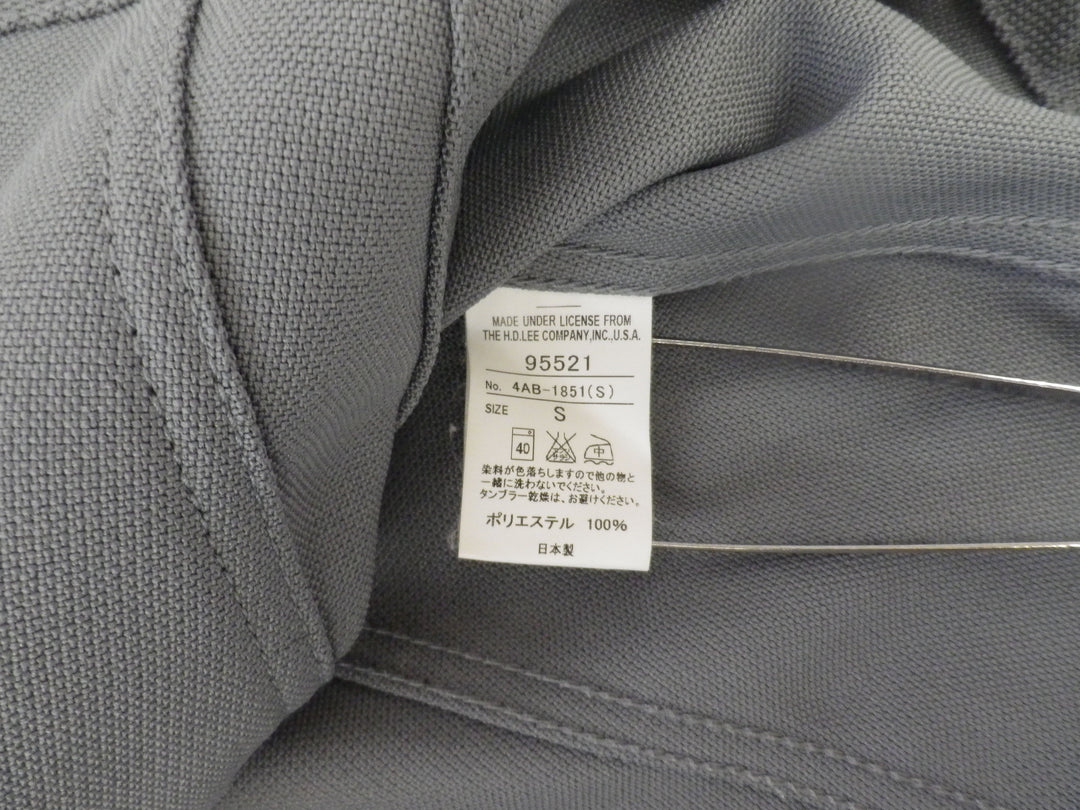 MADE UNDER LICENSE FROM
THE H.D.LEE COMPANY,INC.,U.S.A.
95521
No. 4AB-1851(S)
SIZE S
40 中
染料が色落ちしますので他の物と
一緒に洗わないでください。
タンブラー乾燥は、お避けください。
ポリエステル 100%
日本製